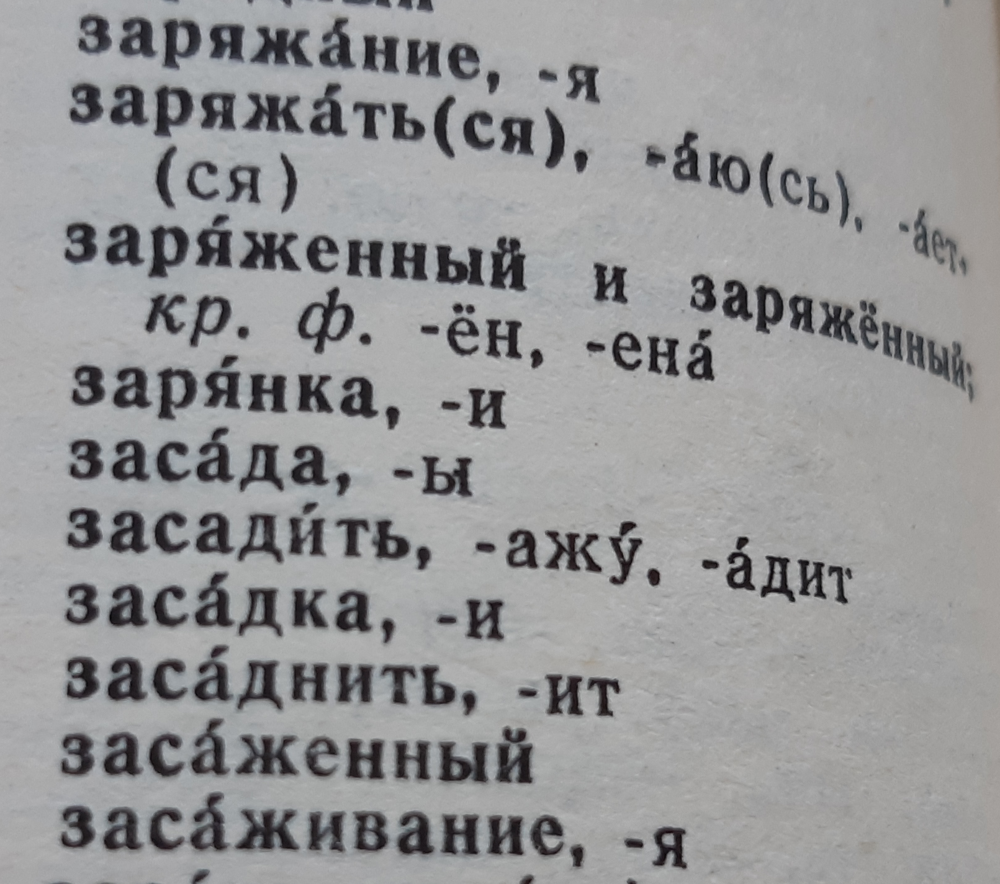 заряжа́ние, -я
заряжа́ть(ся), -а́ю(сь), -а́ет,
(ся)
заря́женный и заряжённый;
кр. ф. -ён, -ена́
заря́нка, -и
заса́да, -ы
засади́ть, -ажу́, -а́дит
заса́дка, -и
заса́днить, -ит
заса́женный
заса́живание, -я